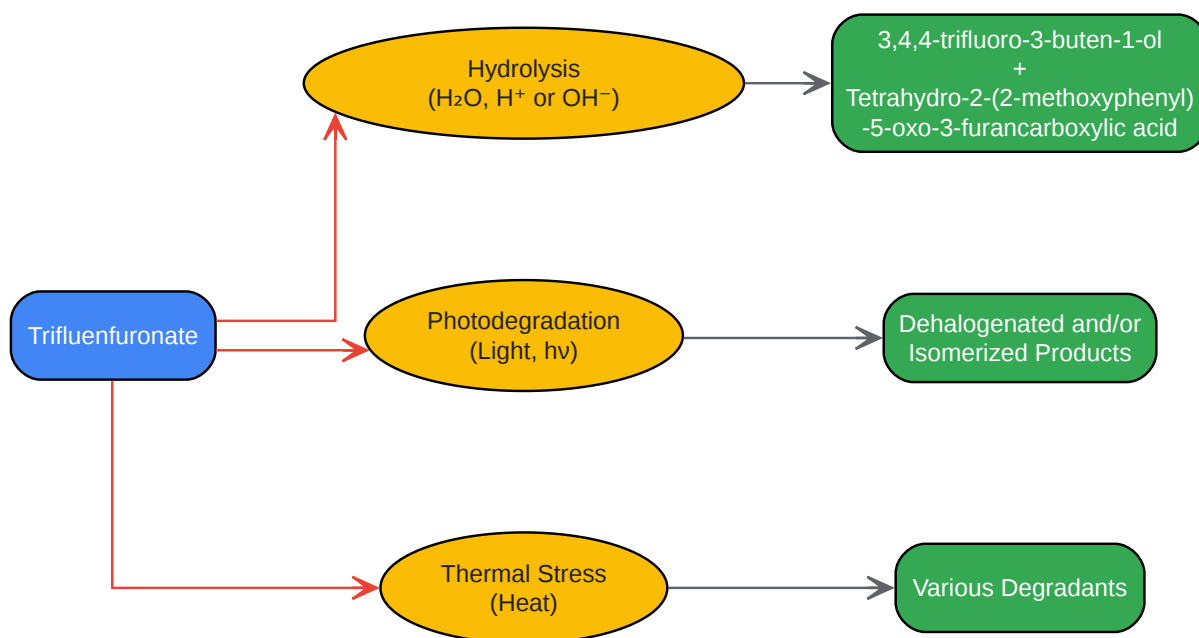 Hydrolysis
(H₂O, H⁺ or OH⁻)
3,4,4-trifluoro-3-buten-1-ol
+
Tetrahydro-2-(2-methoxyphenyl)
-5-oxo-3-furancarboxylic acid
Trifluenfuronate
Photodegradation
(Light, hν)
Dehalogenated and/or
Isomerized Products
Thermal Stress
(Heat)
Various Degradants